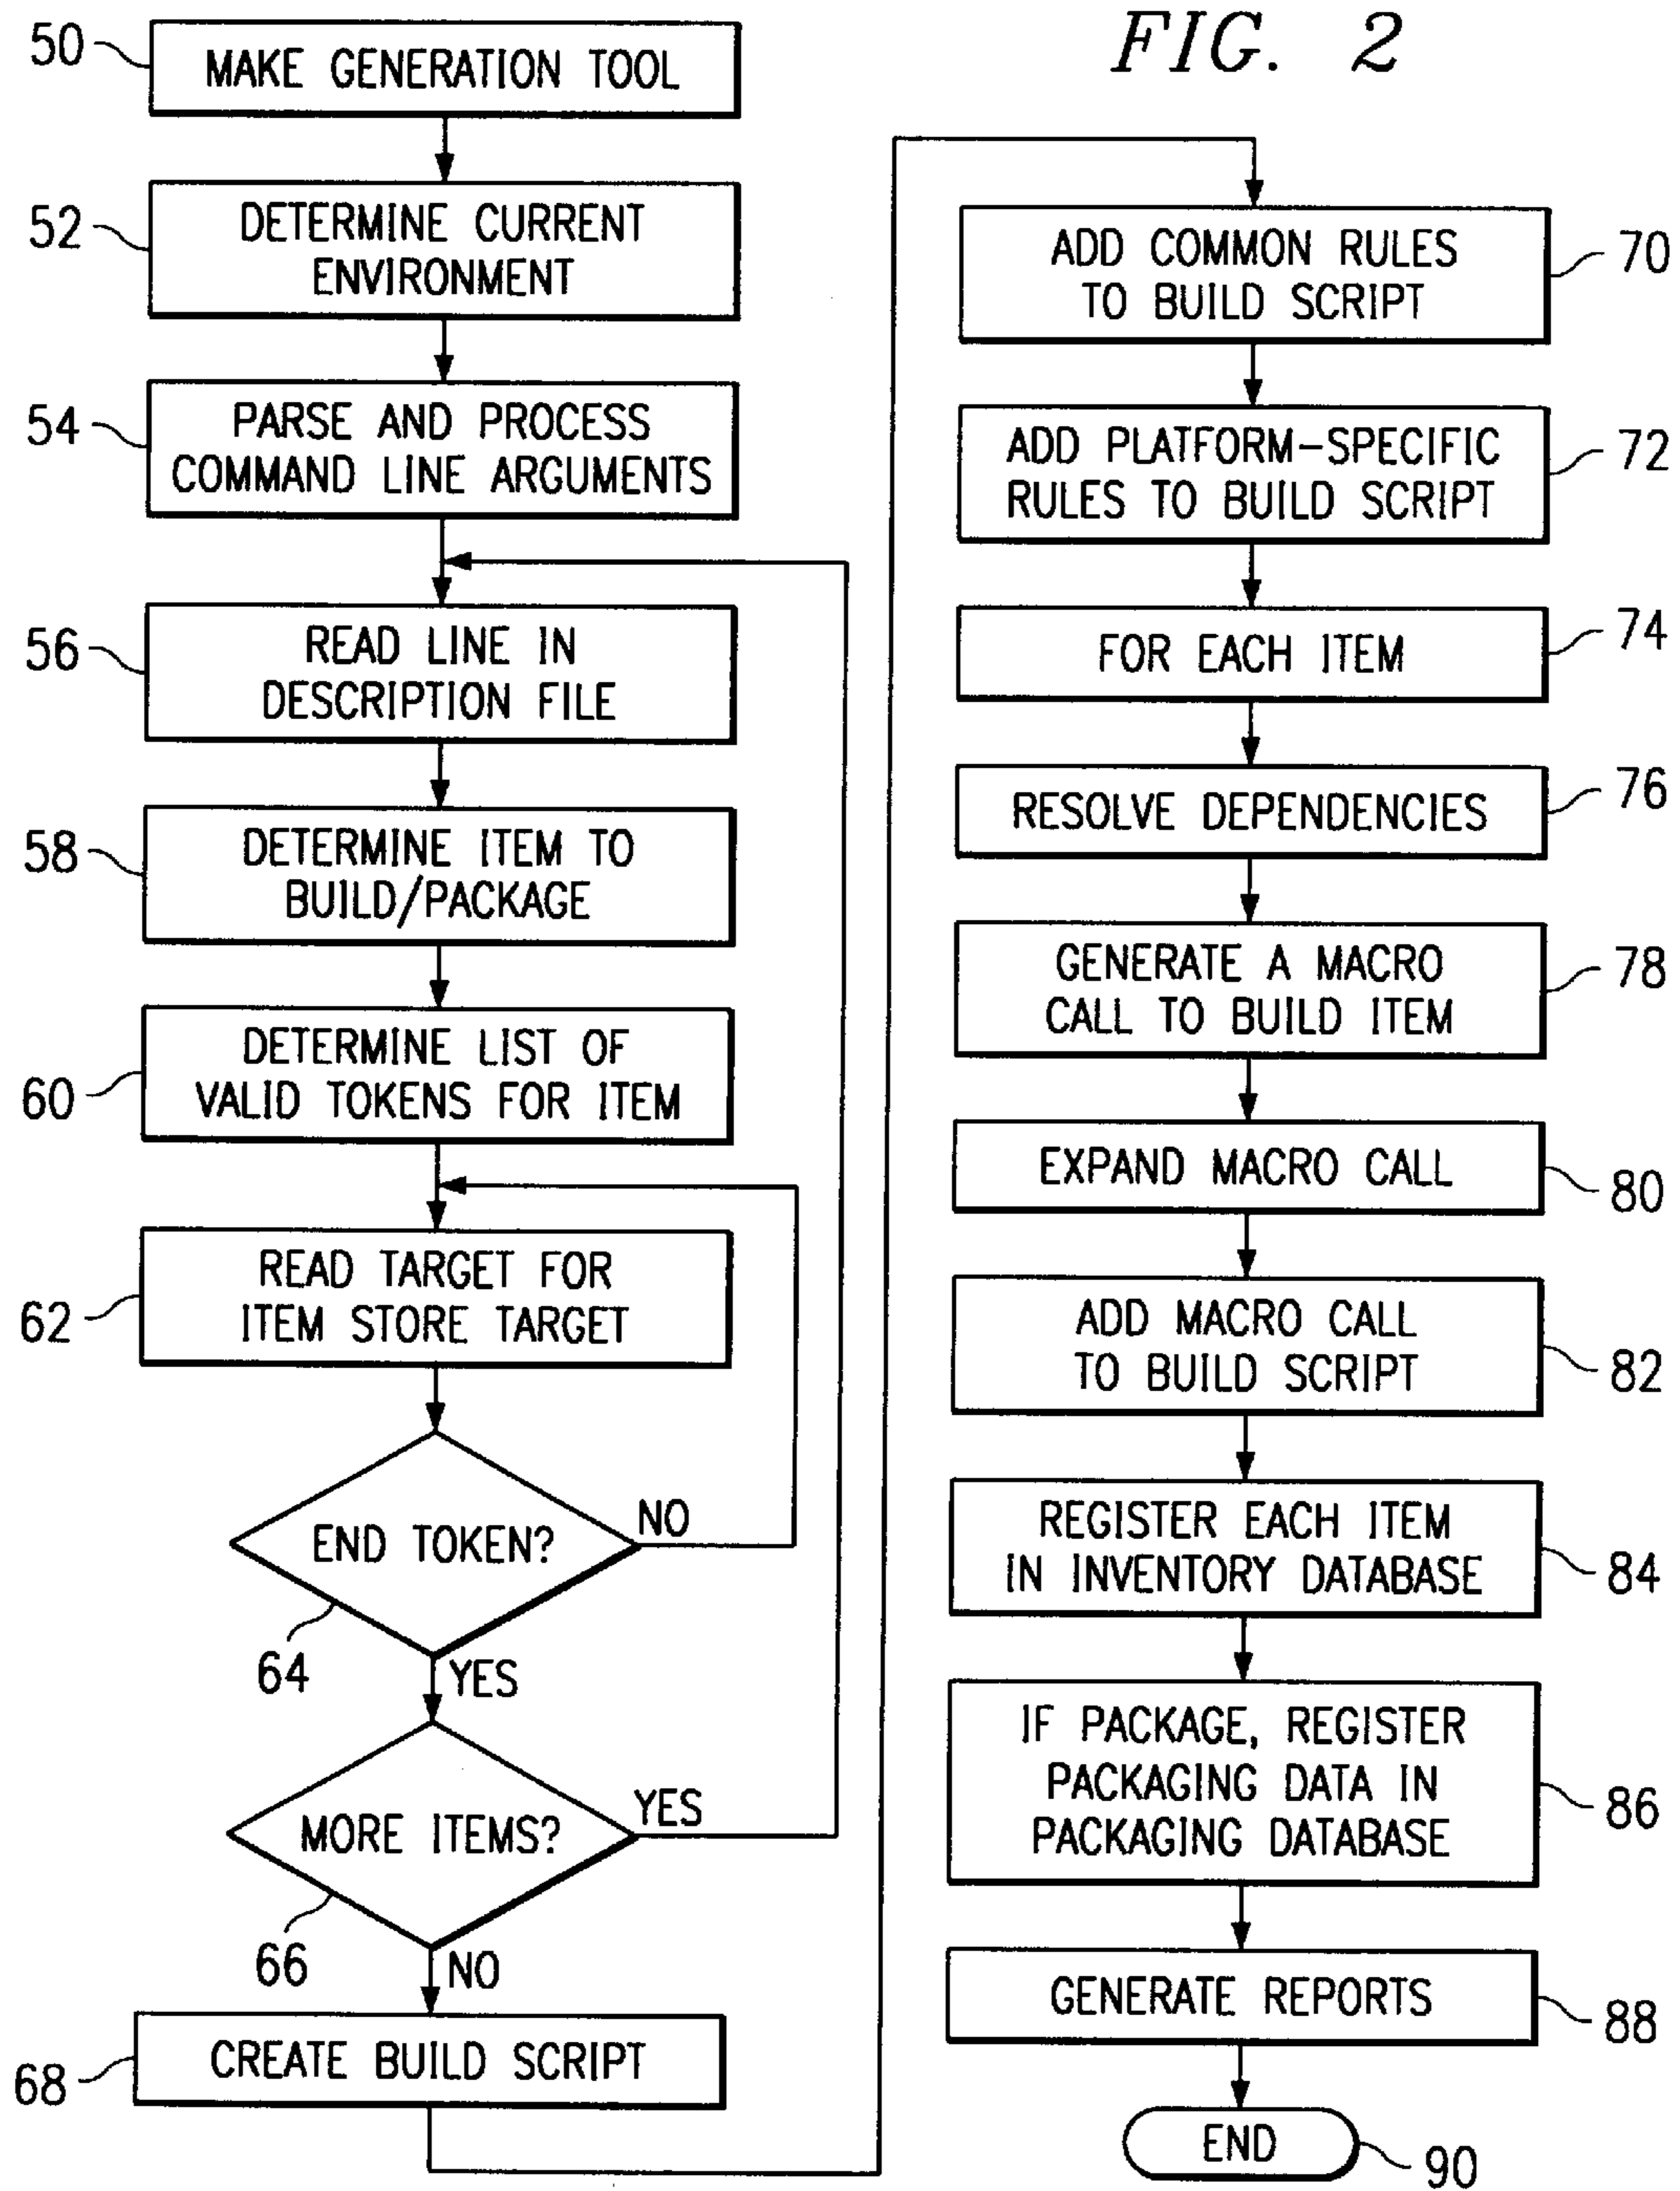 FIG. 2
50
MAKE GENERATION TOOL
52
DETERMINE CURRENT
ENVIRONMENT
54
PARSE AND PROCESS
COMMAND LINE ARGUMENTS
56
READ LINE IN
DESCRIPTION FILE
58
DETERMINE ITEM TO
BUILD/PACKAGE
60
DETERMINE LIST OF
VALID TOKENS FOR ITEM
62
READ TARGET FOR
ITEM STORE TARGET
END TOKEN?
NO
64
YES
MORE ITEMS?
YES
66
NO
68
CREATE BUILD SCRIPT
ADD COMMON RULES
TO BUILD SCRIPT
70
ADD PLATFORM-SPECIFIC
RULES TO BUILD SCRIPT
72
FOR EACH ITEM
74
RESOLVE DEPENDENCIES
76
GENERATE A MACRO
CALL TO BUILD ITEM
78
EXPAND MACRO CALL
80
ADD MACRO CALL
TO BUILD SCRIPT
82
REGISTER EACH ITEM
IN INVENTORY DATABASE
84
IF PACKAGE, REGISTER
PACKAGING DATA IN
PACKAGING DATABASE
86
GENERATE REPORTS
88
END
90